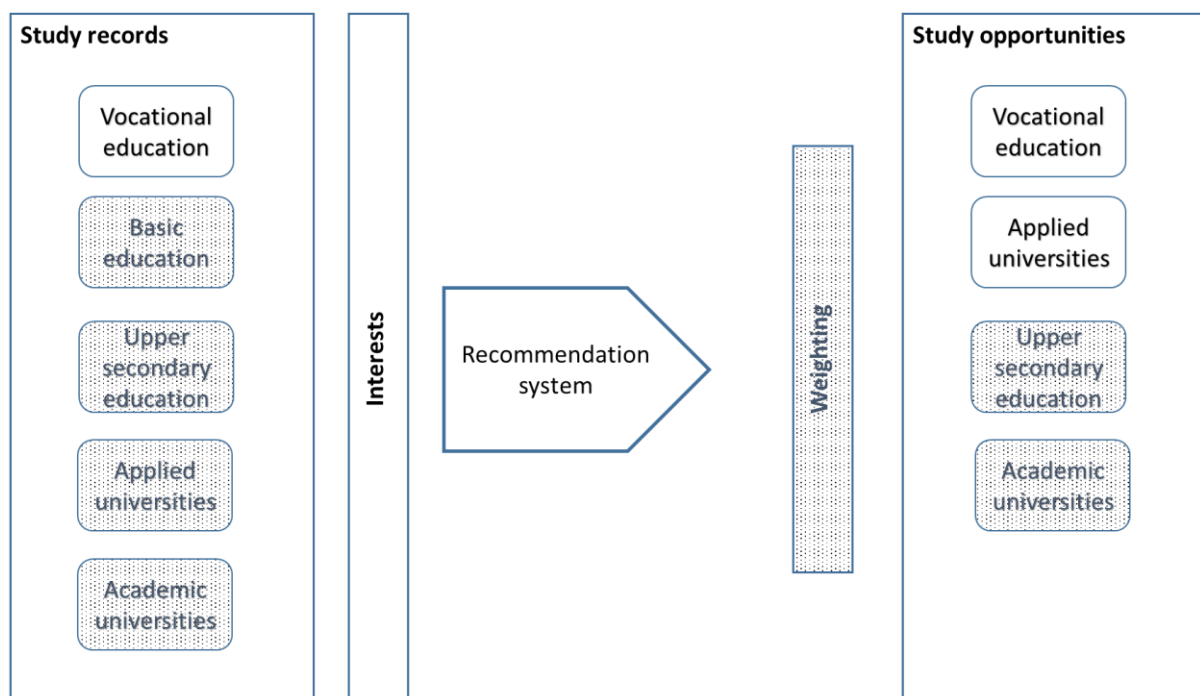 Study records
Vocational
education
Basic
education
Upper
secondary
education
Applied
universities
Academic
universities
Interests
Recommendation
system
Weighting
Study opportunities
Vocational
education
Applied
universities
Upper
secondary
education
Academic
universities